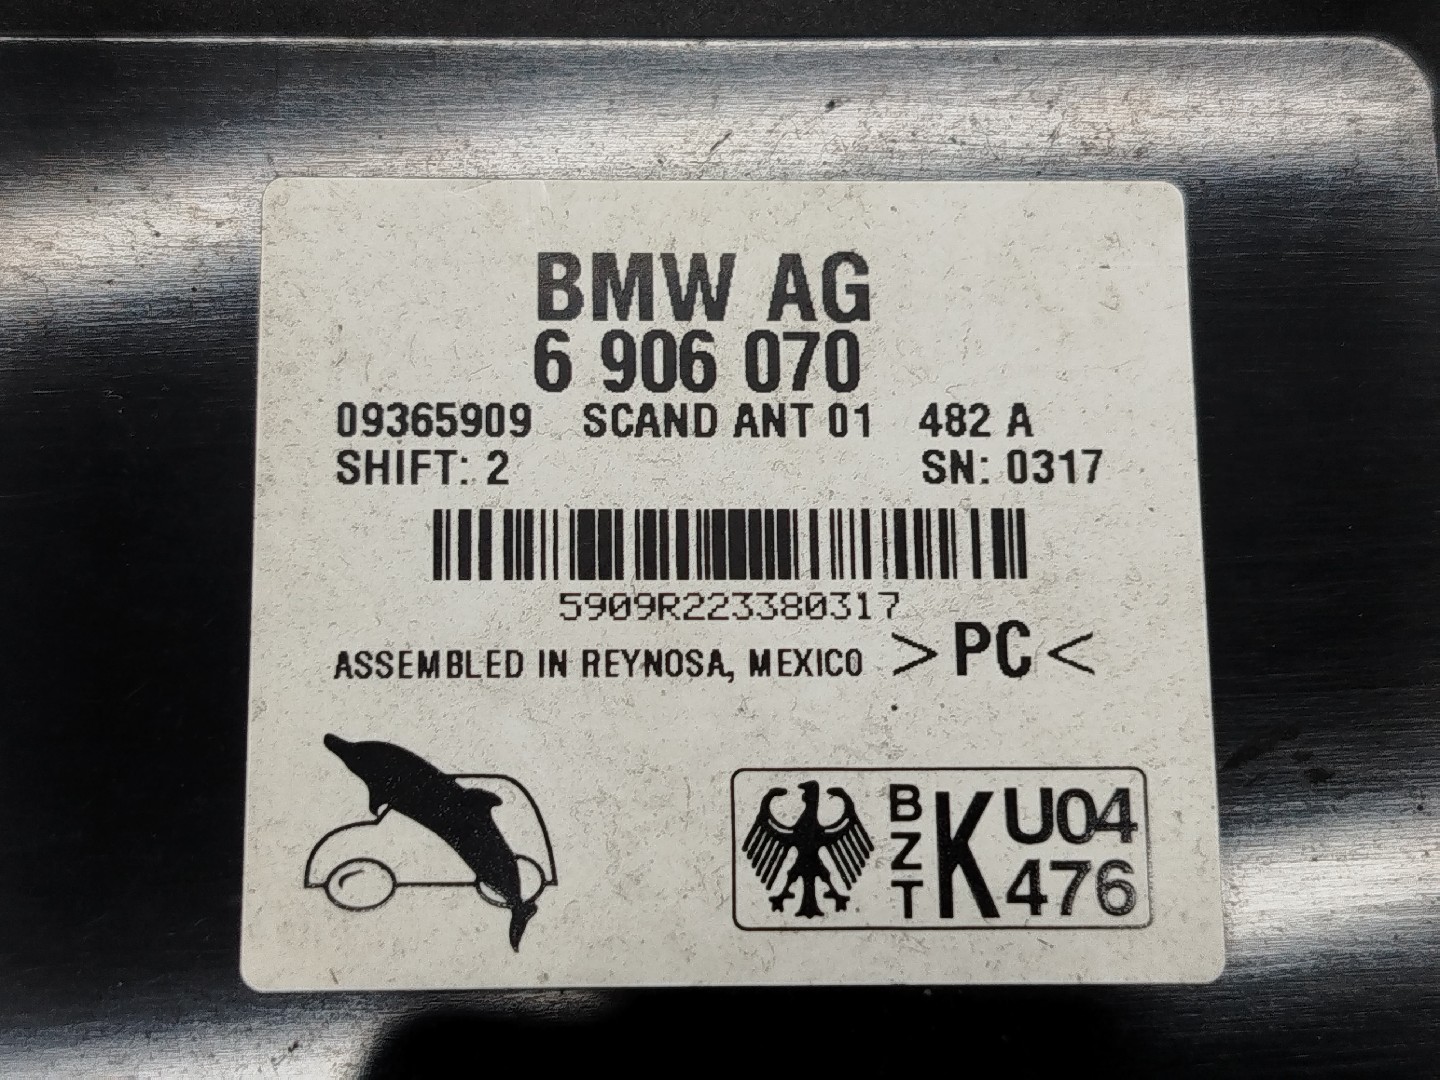 BMW AG
6 906 070
09365909 SCAND ANT 01 482 A
SHIFT: 2 SN: 0317
5909R223380317
ASSEMBLED IN REYNOSA, MEXICO >PC<
BZT K U04 476